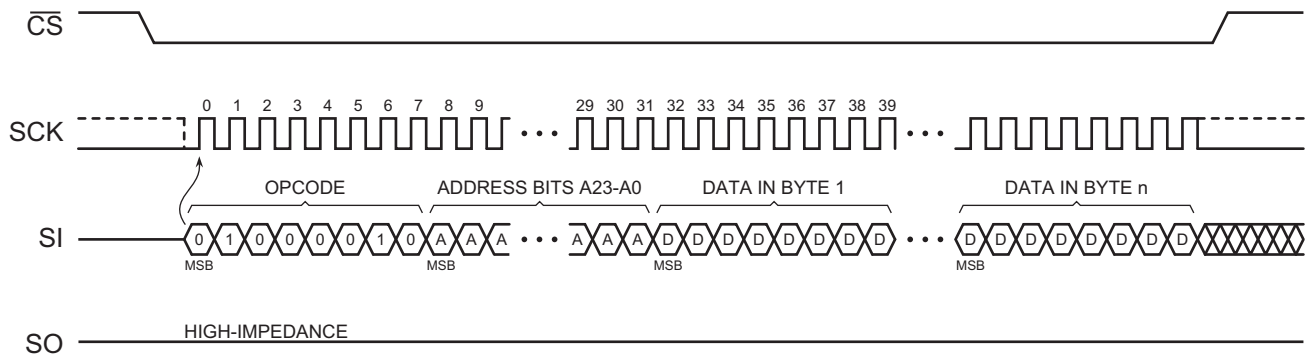 CS
0 1 2 3 4 5 6 7 8 9 29 30 31 32 33 34 35 36 37 38 39
SCK
OPCODE ADDRESS BITS A23-A0 DATA IN BYTE 1 DATA IN BYTE n
SI 0 1 0 0 0 0 1 0 A A A A A A D D D D D D D D D D D D D D D D
MSB MSB MSB MSB
HIGH-IMPEDANCE
SO